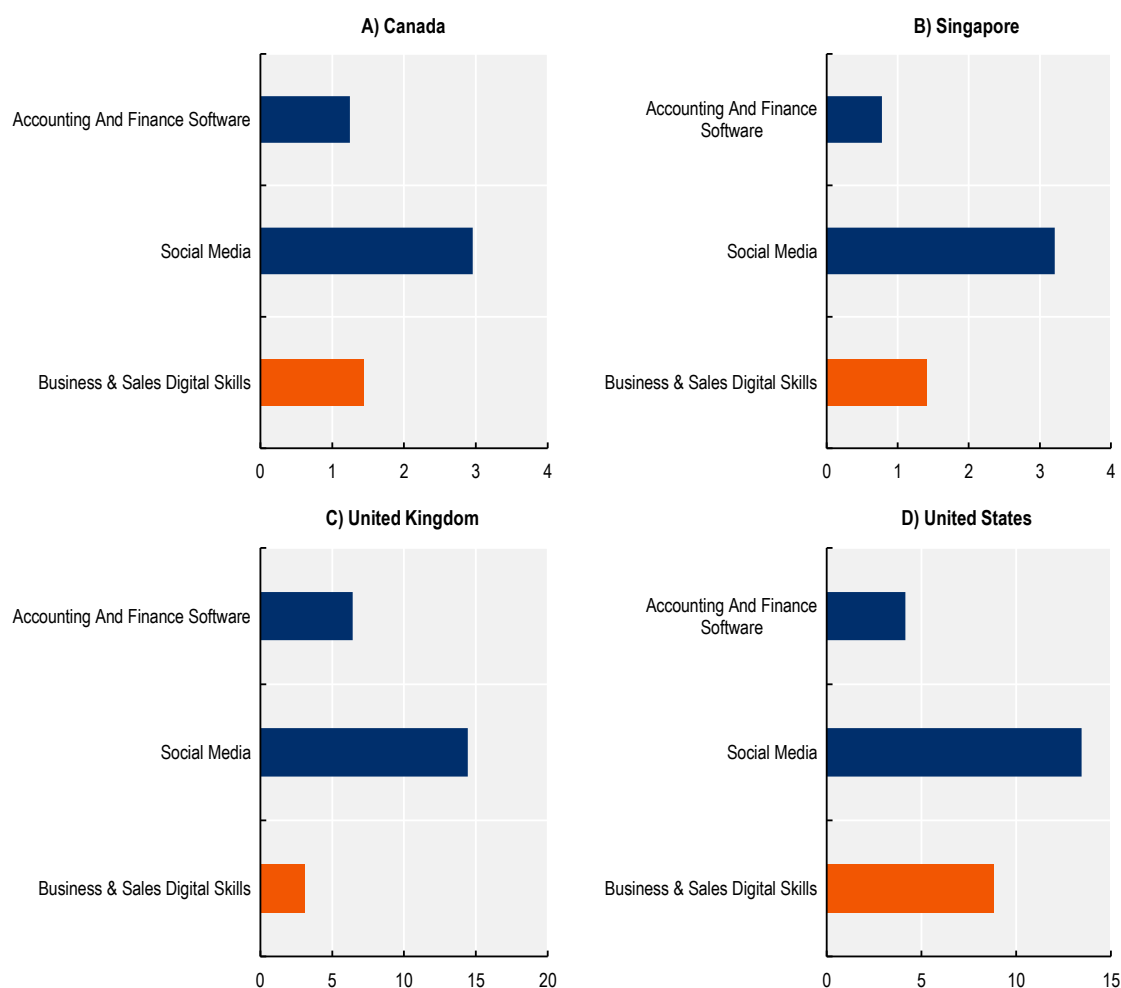 A) Canada
Accounting And Finance Software
Social Media
Business & Sales Digital Skills
0 1 2 3 4
B) Singapore
Accounting And Finance
Software
Social Media
Business & Sales Digital Skills
0 1 2 3 4
C) United Kingdom
Accounting And Finance Software
Social Media
Business & Sales Digital Skills
0 5 10 15 20
D) United States
Accounting And Finance
Software
Social Media
Business & Sales Digital Skills
0 5 10 15